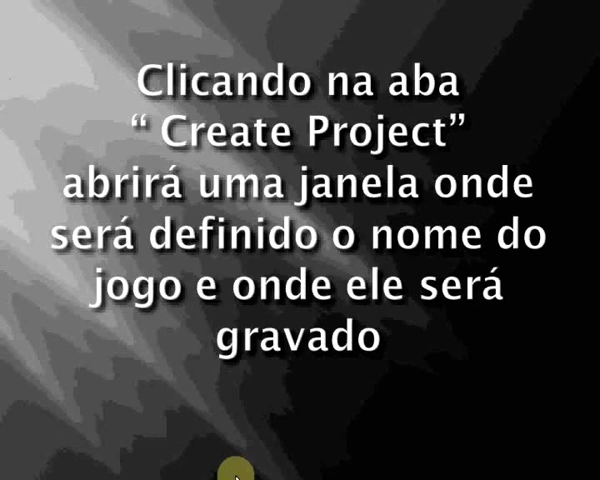 Clicando na aba
“ Create Project”
abrirá uma janela onde
será definido o nome do
jogo e onde ele será
gravado